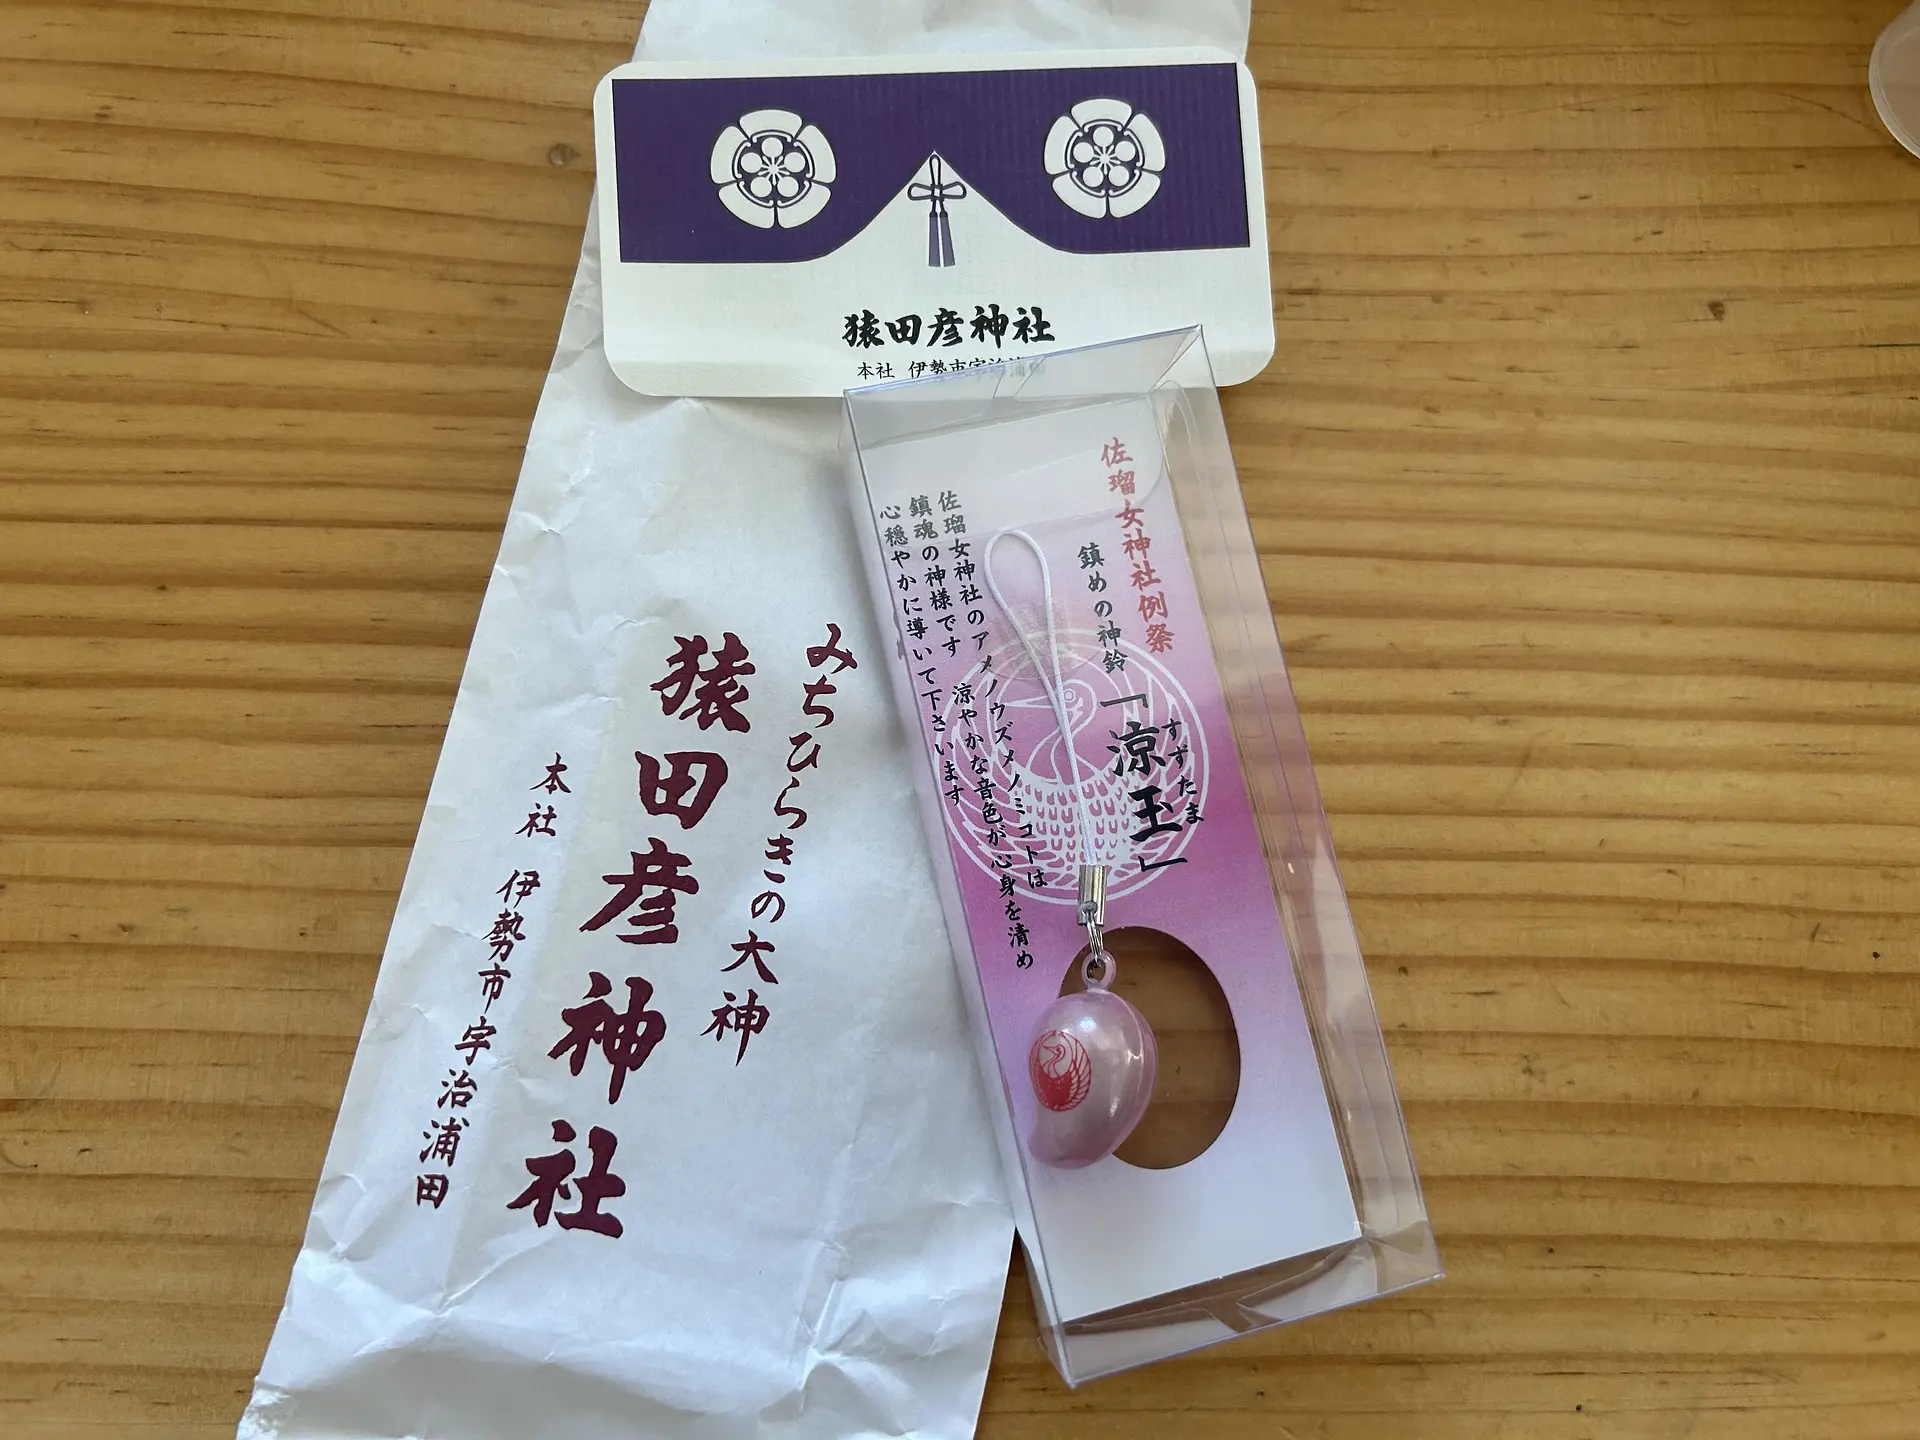 猿田彦神社
本社 伊勢市宇治浦田
みちひらきの大神
猿田彦神社
本社 伊勢市宇治浦田
佐瑠女神社例祭
鎮めの神鈴「涼玉」
すずたま
佐瑠女神社のアメノウズメノミコトは
鎮魂の神様です 涼やかな音色が心身を清め
心穏やかに導いて下さいます